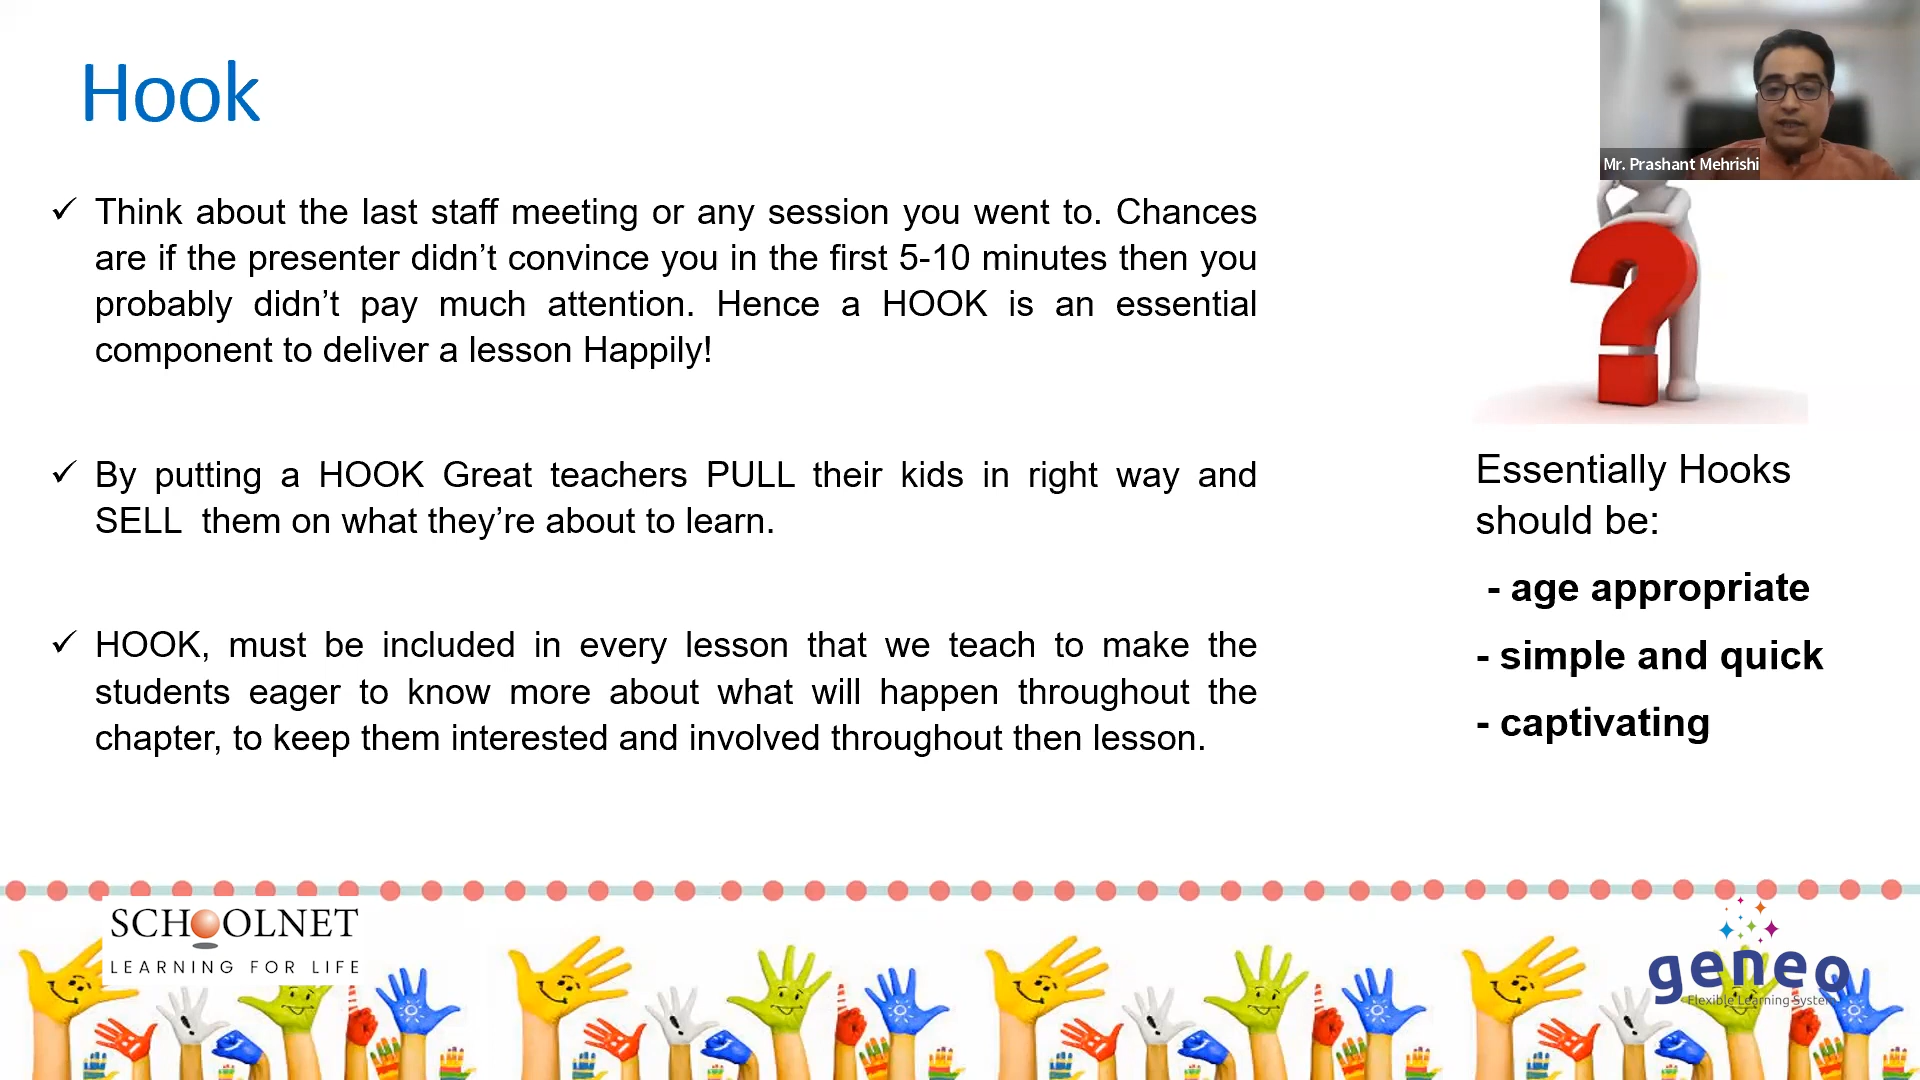 Hook
Mr. Prashant Mehrishi
✓ Think about the last staff meeting or any session you went to. Chances
are if the presenter didn’t convince you in the first 5-10 minutes then you
probably didn’t pay much attention. Hence a HOOK is an essential
component to deliver a lesson Happily!
✓ By putting a HOOK Great teachers PULL their kids in right way and
SELL them on what they’re about to learn.
✓ HOOK, must be included in every lesson that we teach to make the
students eager to know more about what will happen throughout the
chapter, to keep them interested and involved throughout then lesson.
?
Essentially Hooks
should be:
- age appropriate
- simple and quick
- captivating
SCHOOLNET
LEARNING FOR LIFE
geneo
Flexible Learning System